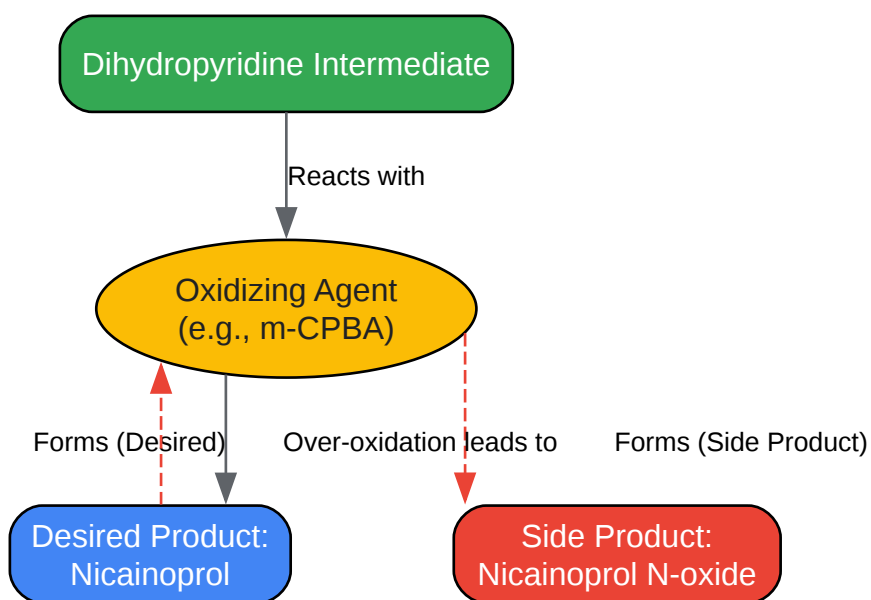 Dihydropyridine Intermediate
Reacts with
Oxidizing Agent
(e.g., m-CPBA)
Forms (Desired)
Over-oxidation leads to
Forms (Side Product)
Desired Product:
Nicainoprol
Side Product:
Nicainoprol N-oxide